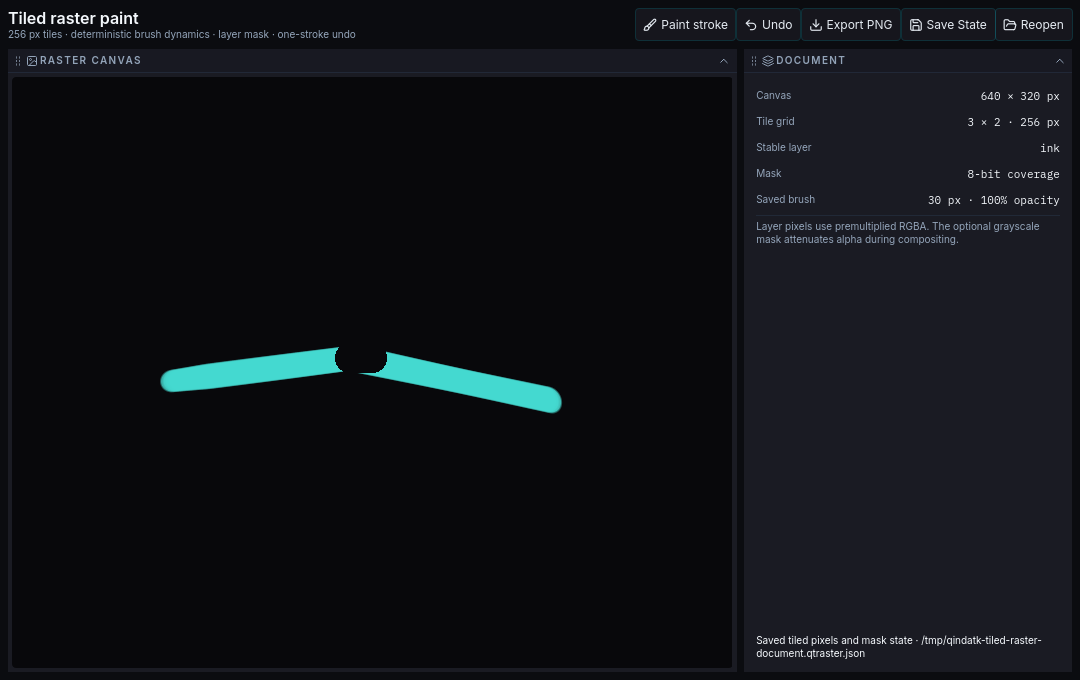 Tiled raster paint
256 px tiles · deterministic brush dynamics · layer mask · one-stroke undo
Paint stroke
Undo
Export PNG
Save State
Reopen
RASTER CANVAS
DOCUMENT
Canvas 640 × 320 px
Tile grid 3 × 2 · 256 px
Stable layer ink
Mask 8-bit coverage
Saved brush 30 px · 100% opacity
Layer pixels use premultiplied RGBA. The optional grayscale
mask attenuates alpha during compositing.
Saved tiled pixels and mask state · /tmp/qindatk-tiled-raster-
document.qtraster.json